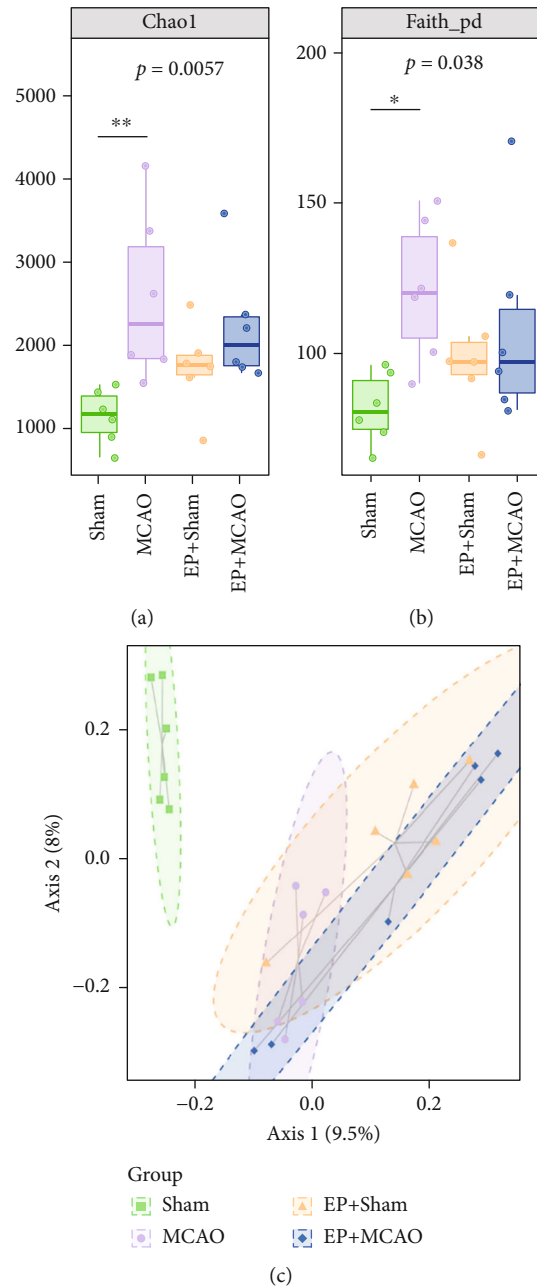 Chao1
p = 0.0057
**
5000
4000
3000
2000
1000
Sham
MCAO
EP+Sham
EP+MCAO
(a)
Faith_pd
p = 0.038
*
200
150
100
Sham
MCAO
EP+Sham
EP+MCAO
(b)
Axis 2 (8%)
0.2
0.0
−0.2
−0.2
0.0
0.2
Axis 1 (9.5%)
Group
Sham
EP+Sham
MCAO
EP+MCAO
(c)